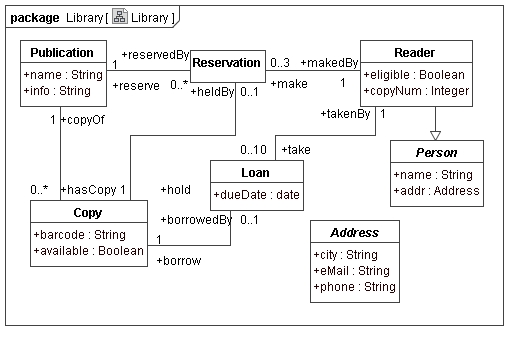 package Library [ Library ]
Publication
+name : String
+info : String
+reservedBy
1
+reserve
0..*
Reservation
+heldBy
0..1
0..3
+makedBy
+make
1
Reader
+eligible : Boolean
+copyNum : Integer
+takenBy
1
1
+copyOf
0..10
+take
Person
+name : String
+addr : Address
Loan
+dueDate : date
0..*
+hasCopy
1
+hold
Copy
+barcode : String
+available : Boolean
+borrowedBy
0..1
1
+borrow
Address
+city : String
+eMail : String
+phone : String